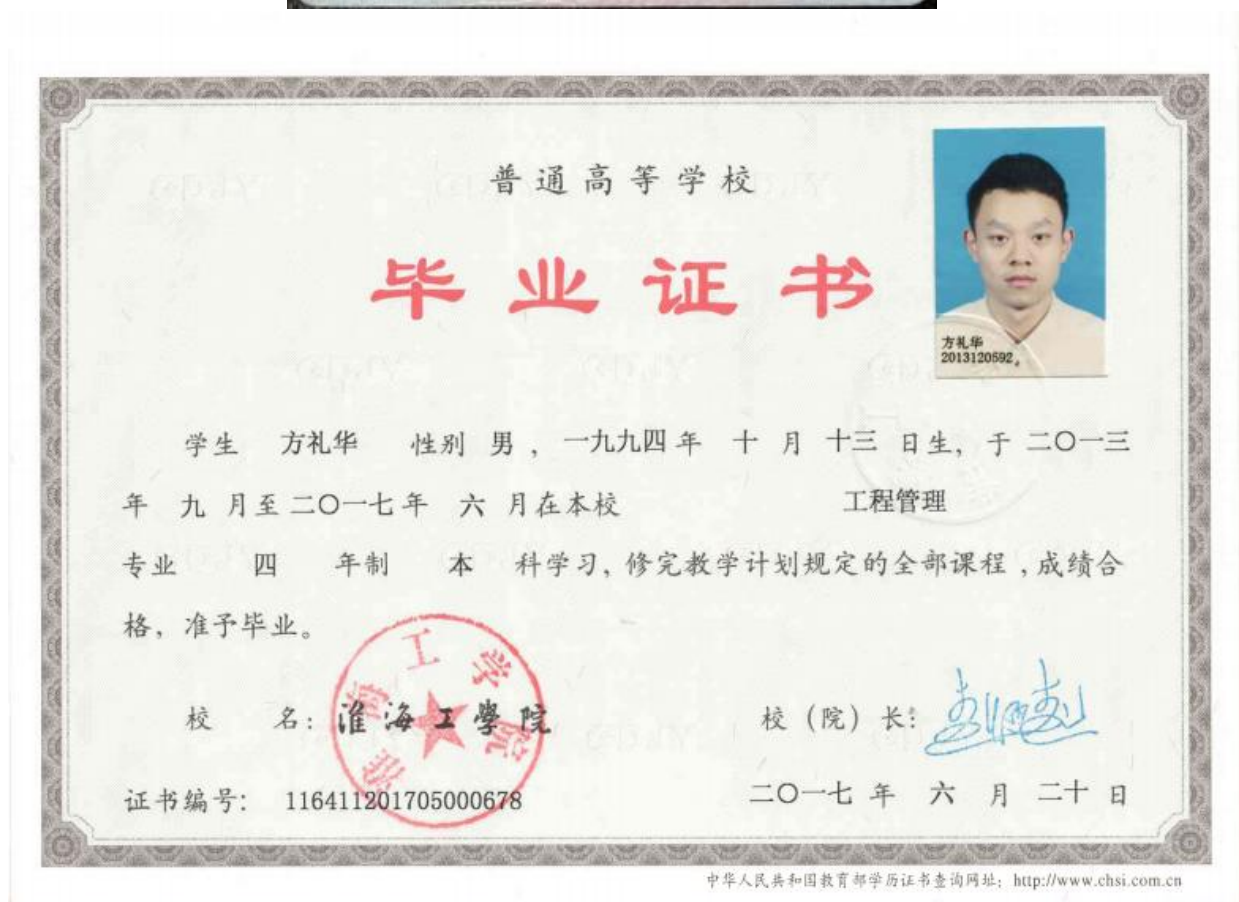 普通高等学校
毕业证书
方礼华
2013120592。
学生 方礼华 性别 男 , 一九九四 年 十 月 十三 日生, 于 二〇一三
年 九 月至 二〇一七 年 六 月在本校 工程管理
专业 四 年制 本 科学习, 修完教学计划规定的全部课程 , 成绩合
格, 准予毕业。
淮海工学院
校 名: 淮海工學院 校（院）长:
证书编号: 116411201705000678 二〇一七 年 六 月 二十 日
中华人民共和国教育部学历证书查询网址: http://www.chsi.com.cn